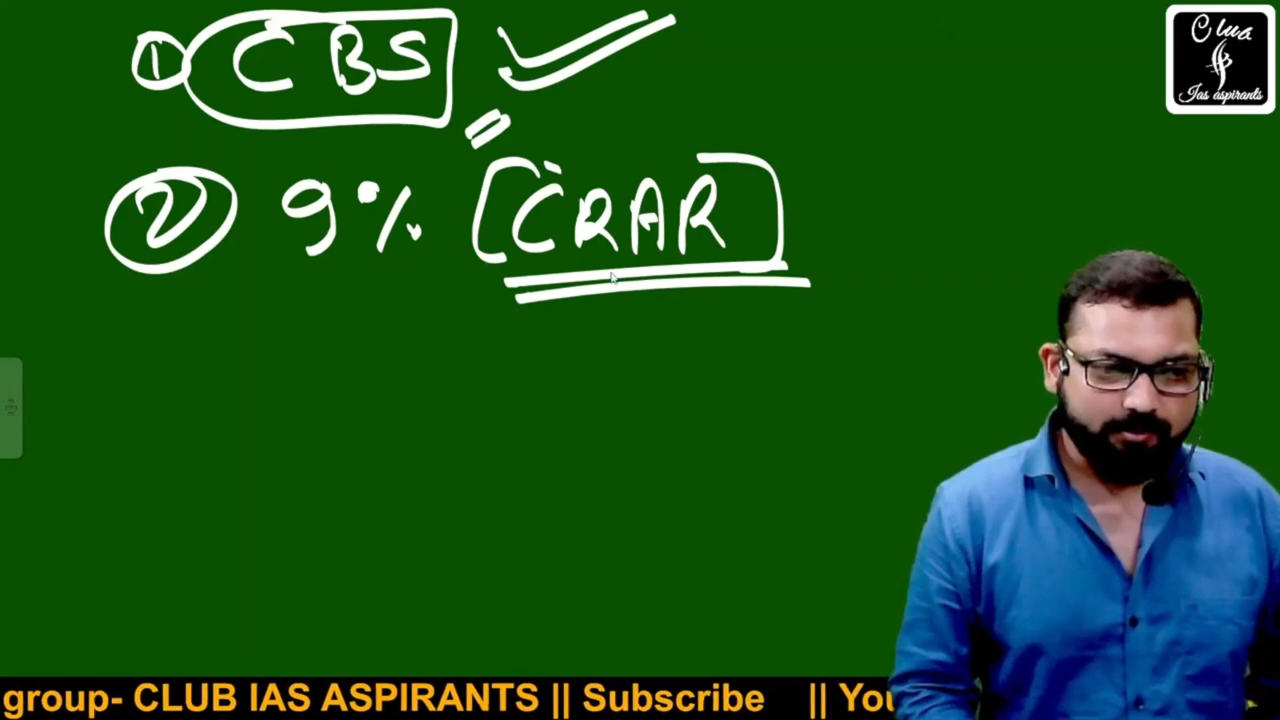 ① CBS
② 9% [CRAR]
Club
Ias aspirants
group- CLUB IAS ASPIRANTS || Subscribe || You